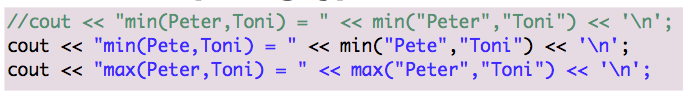 //cout << "min(Peter,Toni) = " << min("Peter","Toni") << '\n';
cout << "min(Pete,Toni) = " << min("Pete","Toni") << '\n';
cout << "max(Peter,Toni) = " << max("Peter","Toni") << '\n';